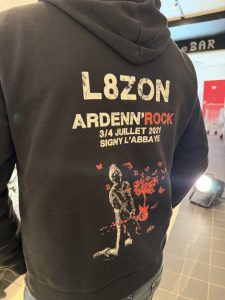 BAR
L8ZON
ARDENN'ROCK
3/4 JUILLET 2021
SIGNY L'ABBAYE